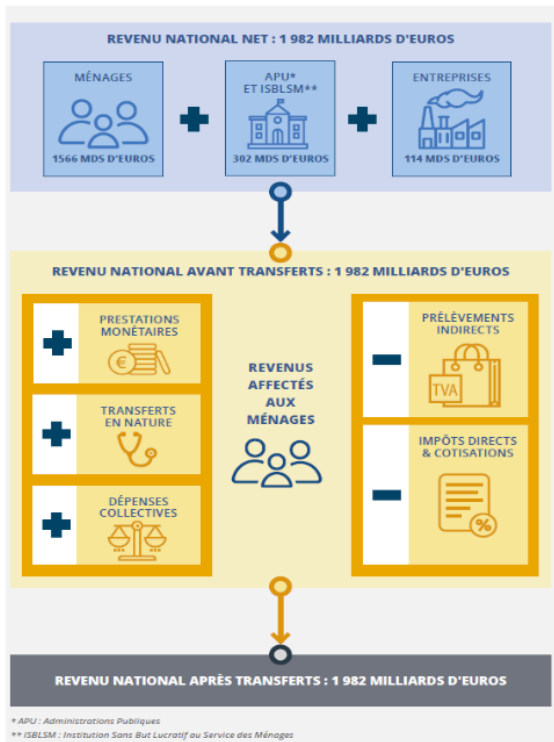 REVENU NATIONAL NET : 1 982 MILLIARDS D'EUROS
MÉNAGES
1566 MDS D'EUROS
APU*
ET ISBLSM**
302 MDS D'EUROS
ENTREPRISES
114 MDS D'EUROS
REVENU NATIONAL AVANT TRANSFERTS : 1 982 MILLIARDS D'EUROS
PRESTATIONS
MONÉTAIRES
€
TRANSFERTS
EN NATURE
DÉPENSES
COLLECTIVES
REVENUS
AFFECTÉS
AUX
MÉNAGES
PRÉLÈVEMENTS
INDIRECTS
TVA
IMPÔTS DIRECTS
& COTISATIONS
%
REVENU NATIONAL APRÈS TRANSFERTS : 1 982 MILLIARDS D'EUROS
* APU : Administrations Publiques
** ISBLSM : Institution Sans But Lucratif au Service des Ménages